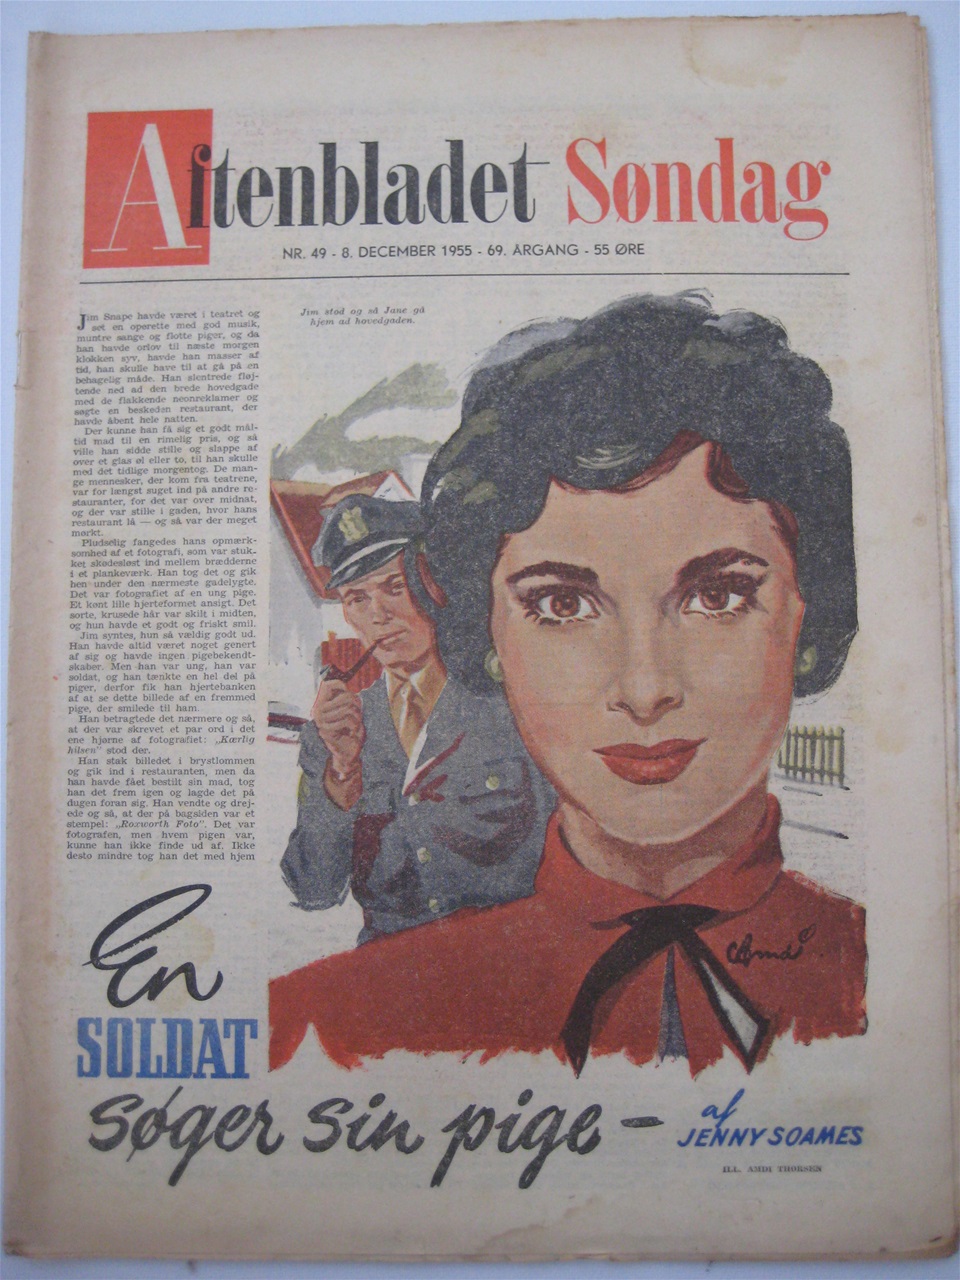 Aftenbladet Søndag
NR. 49 - 8. DECEMBER 1955 - 69. ÅRGANG - 55 ØRE
Jim Snape havde været i teatret og
set en operette med god musik,
muntre sange og flotte piger, og da
han havde orlov til næste morgen
klokken syv, havde han masser af
tid, han skulle have til at gå på en
behagelig måde. Han slentrede fløj-
tende ned ad den brede hovedgade
med de flakkende neonreklamer og
søgte en beskeden restaurant, der
havde åbent hele natten.
Der kunne han få sig et godt mål-
tid mad til en rimelig pris, og så
ville han sidde stille og slappe af
over et glas øl eller to, til han skulle
med det tidlige morgentog. De man-
ge mennesker, der kom fra teatrene,
var for længst suget ind på andre re-
stauranter, for det var over midnat,
og der var stille i gaden, hvor hans
restaurant lå — og så var der meget
mørkt.
Pludselig fangedes hans opmærk-
somhed af et fotografi, som var stuk-
ket skødesløst ind mellem brædderne
i et plankeværk. Han tog det og gik
hen under den nærmeste gadelygte.
Det var fotografiet af en ung pige.
Et kønt lille hjerteformet ansigt. Det
sorte, krusede hår var skilt i midten,
og hun havde et godt og friskt smil.
Jim syntes, hun så vældig godt ud.
Han havde altid været noget genert
af sig og havde ingen pigebekendt-
skaber. Men han var ung, han var
soldat, og han tænkte en hel del på
piger, derfor fik han hjertebanken
af at se dette billede af en fremmed
pige, der smilede til ham.
Han betragtede det nærmere og så,
at der var skrevet et par ord i det
ene hjørne af fotografiet: „Kærlig
hilsen" stod der.
Han stak billedet i brystlommen
og gik ind i restauranten, men da
han havde fået bestilt sin mad, tog
han det frem igen og lagde det på
dugen foran sig. Han vendte og drej-
ede og så, at der på bagsiden var et
stempel: „Roxworth Foto". Det var
fotografen, men hvem pigen var,
kunne han ikke finde ud af. Ikke
desto mindre tog han det med hjem
Jim stod og så Jane gå
hjem ad hovedgaden.
Amdi
En
SOLDAT
søger sin pige —
af
JENNY SOAMES
ILL. AMDI THORSEN